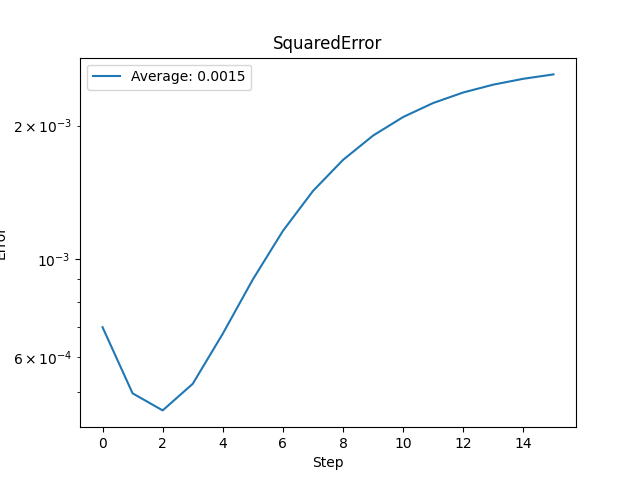 SquaredError
Average: 0.0015
2 × 10⁻³
10⁻³
6 × 10⁻⁴
Error
0 2 4 6 8 10 12 14
Step